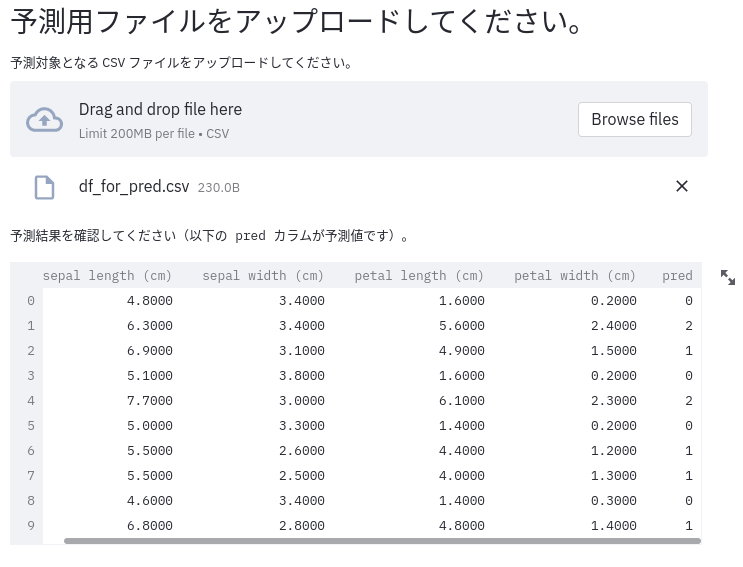 予測用ファイルをアップロードしてください。
予測対象となる CSV ファイルをアップロードしてください。
Drag and drop file here
Limit 200MB per file • CSV
Browse files
df_for_pred.csv 230.0B
予測結果を確認してください（以下の pred カラムが予測値です）。
sepal length (cm) sepal width (cm) petal length (cm) petal width (cm) pred
0 4.8000 3.4000 1.6000 0.2000 0
1 6.3000 3.4000 5.6000 2.4000 2
2 6.9000 3.1000 4.9000 1.5000 1
3 5.1000 3.8000 1.6000 0.2000 0
4 7.7000 3.0000 6.1000 2.3000 2
5 5.0000 3.3000 1.4000 0.2000 0
6 5.5000 2.6000 4.4000 1.2000 1
7 5.5000 2.5000 4.0000 1.3000 1
8 4.6000 3.4000 1.4000 0.3000 0
9 6.8000 2.8000 4.8000 1.4000 1